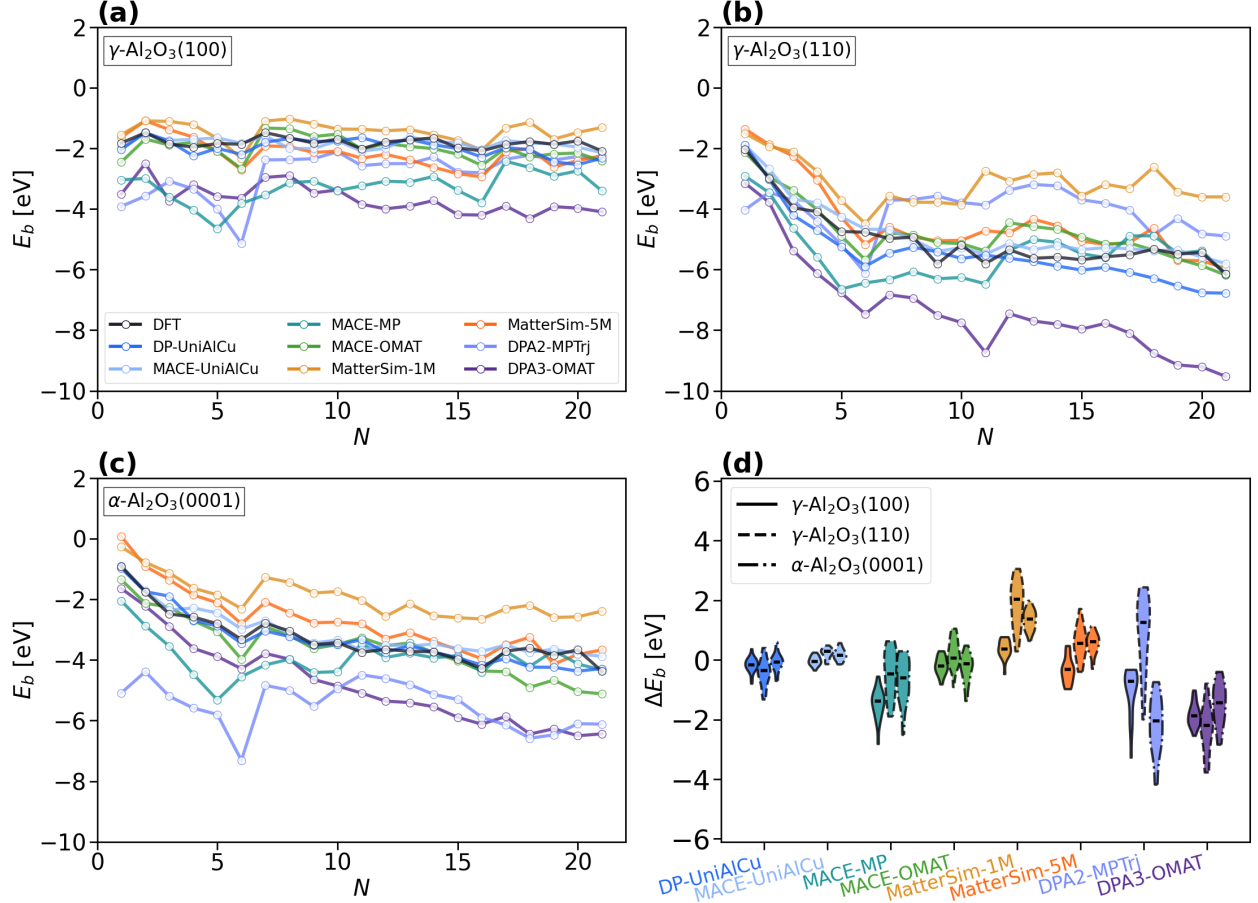 (a)
γ-Al₂O₃(100)
2
0
−2
−4
−6
−8
−10
E_b [eV]
DFT
DP-UniAlCu
MACE-UniAlCu
MACE-MP
MACE-OMAT
MatterSim-1M
MatterSim-5M
DPA2-MPTrj
DPA3-OMAT
0 5 10 15 20
N
(b)
γ-Al₂O₃(110)
2
0
−2
−4
−6
−8
−10
E_b [eV]
0 5 10 15 20
N
(c)
α-Al₂O₃(0001)
2
0
−2
−4
−6
−8
−10
E_b [eV]
0 5 10 15 20
N
(d)
γ-Al₂O₃(100)
γ-Al₂O₃(110)
α-Al₂O₃(0001)
6
4
2
0
−2
−4
−6
ΔE_b [eV]
DP-UniAlCu
MACE-UniAlCu
MACE-MP
MACE-OMAT
MatterSim-1M
MatterSim-5M
DPA2-MPTrj
DPA3-OMAT